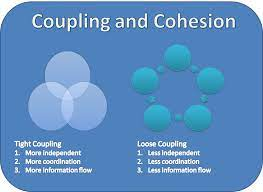 Coupling and Cohesion
Tight Coupling
1. More independent
2. More coordination
3. More information flow
Loose Coupling
1. Less independent
2. Less coordination
3. Less information flow